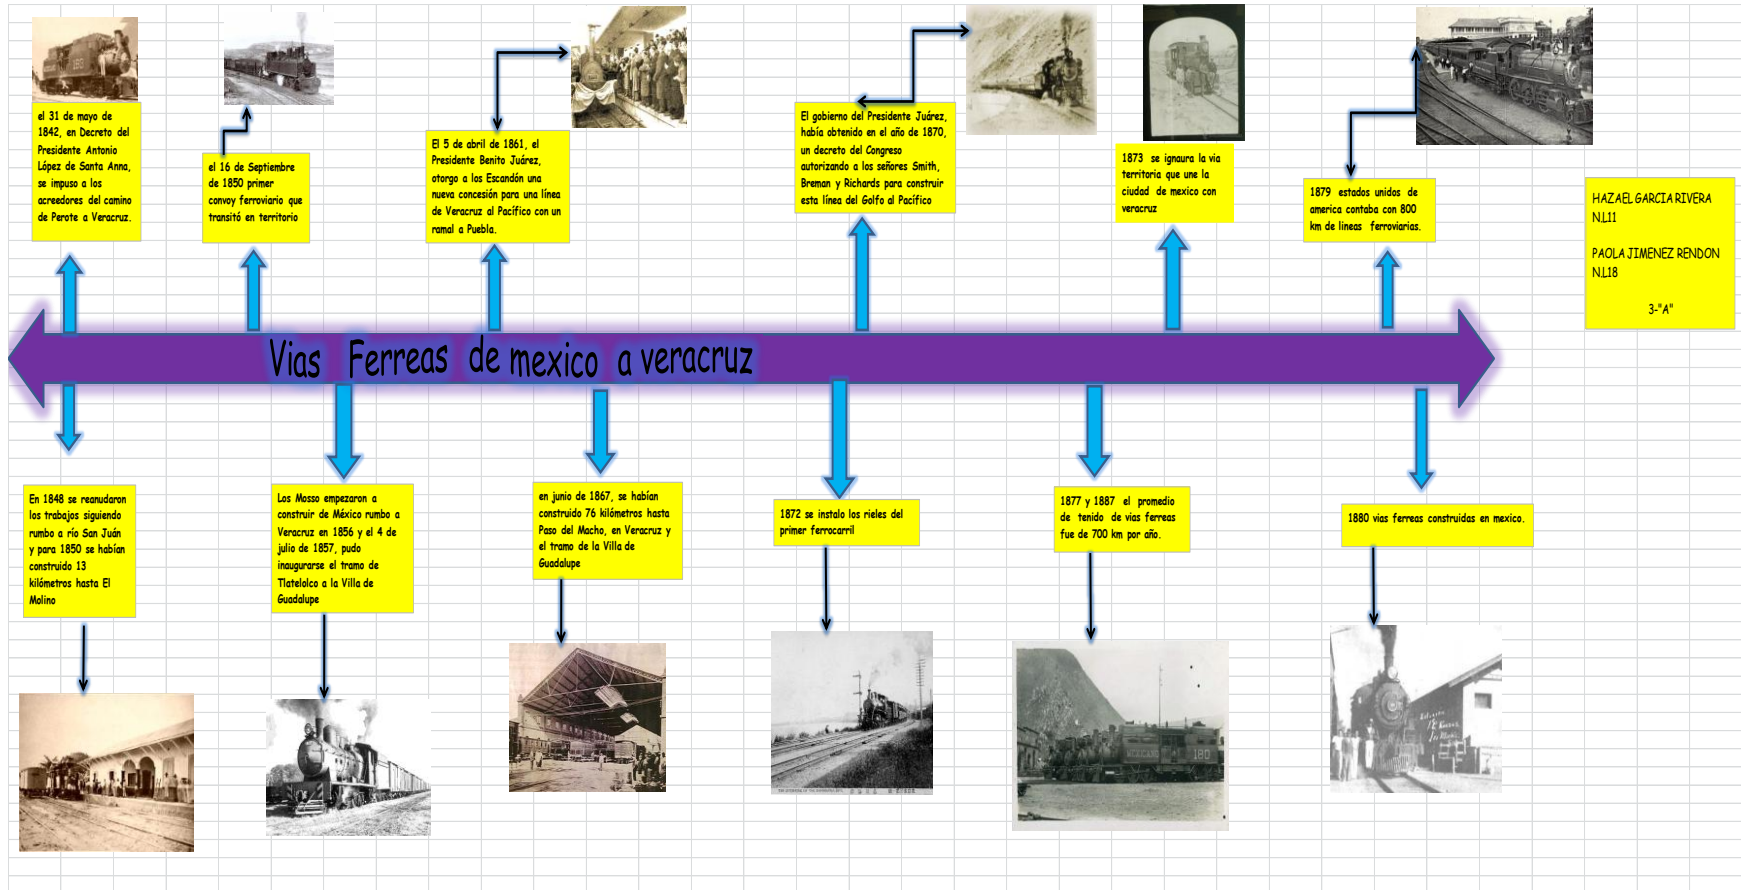 el 31 de mayo de
1842, en Decreto del
Presidente Antonio
López de Santa Anna,
se impuso a los
acreedores del camino
de Perote a Veracruz.
el 16 de Septiembre
de 1850 primer
convoy ferroviario que
transitó en territorio
El 5 de abril de 1861, el
Presidente Benito Juárez,
otorgo a los Escandón una
nueva concesión para una línea
de Veracruz al Pacífico con un
ramal a Puebla.
El gobierno del Presidente Juárez,
había obtenido en el año de 1870,
un decreto del Congreso
autorizando a los señores Smith,
Breman y Richards para construir
esta línea del Golfo al Pacífico
1873 se ignaura la via
territoria que une la
ciudad de mexico con
veracruz
1879 estados unidos de
america contaba con 800
km de lineas ferroviarias.
HAZAEL GARCIA RIVERA
N.L11
PAOLA JIMENEZ RENDON
N.L18
3-"A"
Vias Ferreas de mexico a veracruz
En 1848 se reanudaron
los trabajos siguiendo
rumbo a río San Juán
y para 1850 se habían
construido 13
kilómetros hasta El
Molino
Los Mosso empezaron a
construir de México rumbo a
Veracruz en 1856 y el 4 de
julio de 1857, pudo
inaugurarse el tramo de
Tlatelolco a la Villa de
Guadalupe
en junio de 1867, se habían
construido 76 kilómetros hasta
Paso del Macho, en Veracruz y
el tramo de la Villa de
Guadalupe
1872 se instalo los rieles del
primer ferrocarril
1877 y 1887 el promedio
de tenido de vias ferreas
fue de 700 km por año.
1880 vias ferreas construidas en mexico.
MEXICANO 180